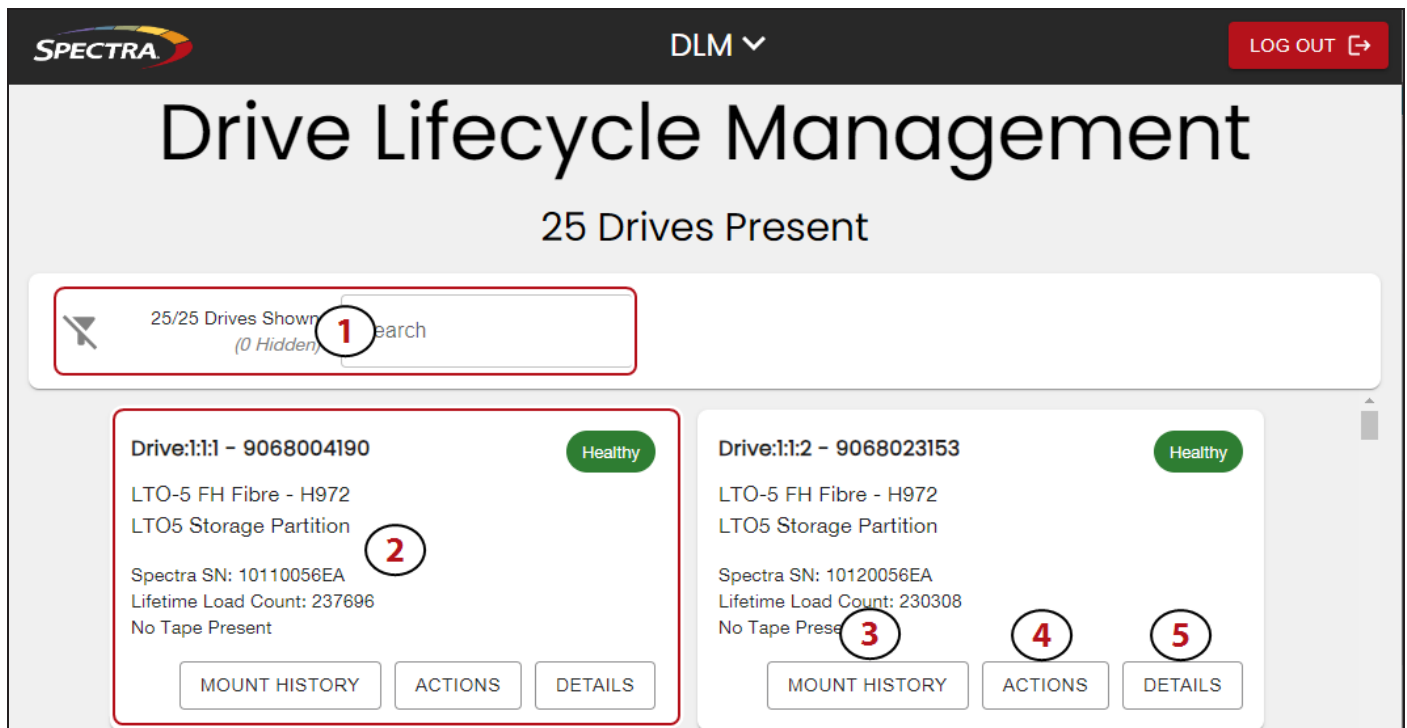 SPECTRA
DLM
LOG OUT
Drive Lifecycle Management
25 Drives Present
25/25 Drives Shown
(0 Hidden)
1
earch
Drive:1:1:1 - 9068004190
Healthy
LTO-5 FH Fibre - H972
LTO5 Storage Partition
2
Spectra SN: 10110056EA
Lifetime Load Count: 237696
No Tape Present
MOUNT HISTORY
ACTIONS
DETAILS
Drive:1:1:2 - 9068023153
Healthy
LTO-5 FH Fibre - H972
LTO5 Storage Partition
Spectra SN: 10120056EA
Lifetime Load Count: 230308
No Tape Prese
3
4
5
MOUNT HISTORY
ACTIONS
DETAILS